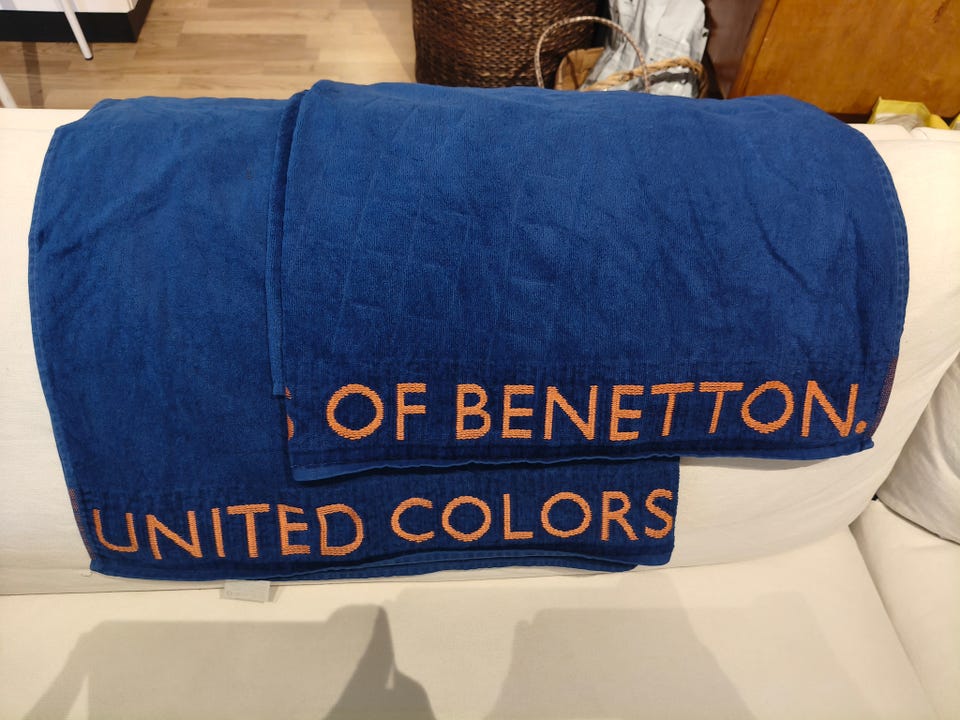 UNITED COLORS
OF BENETTON.